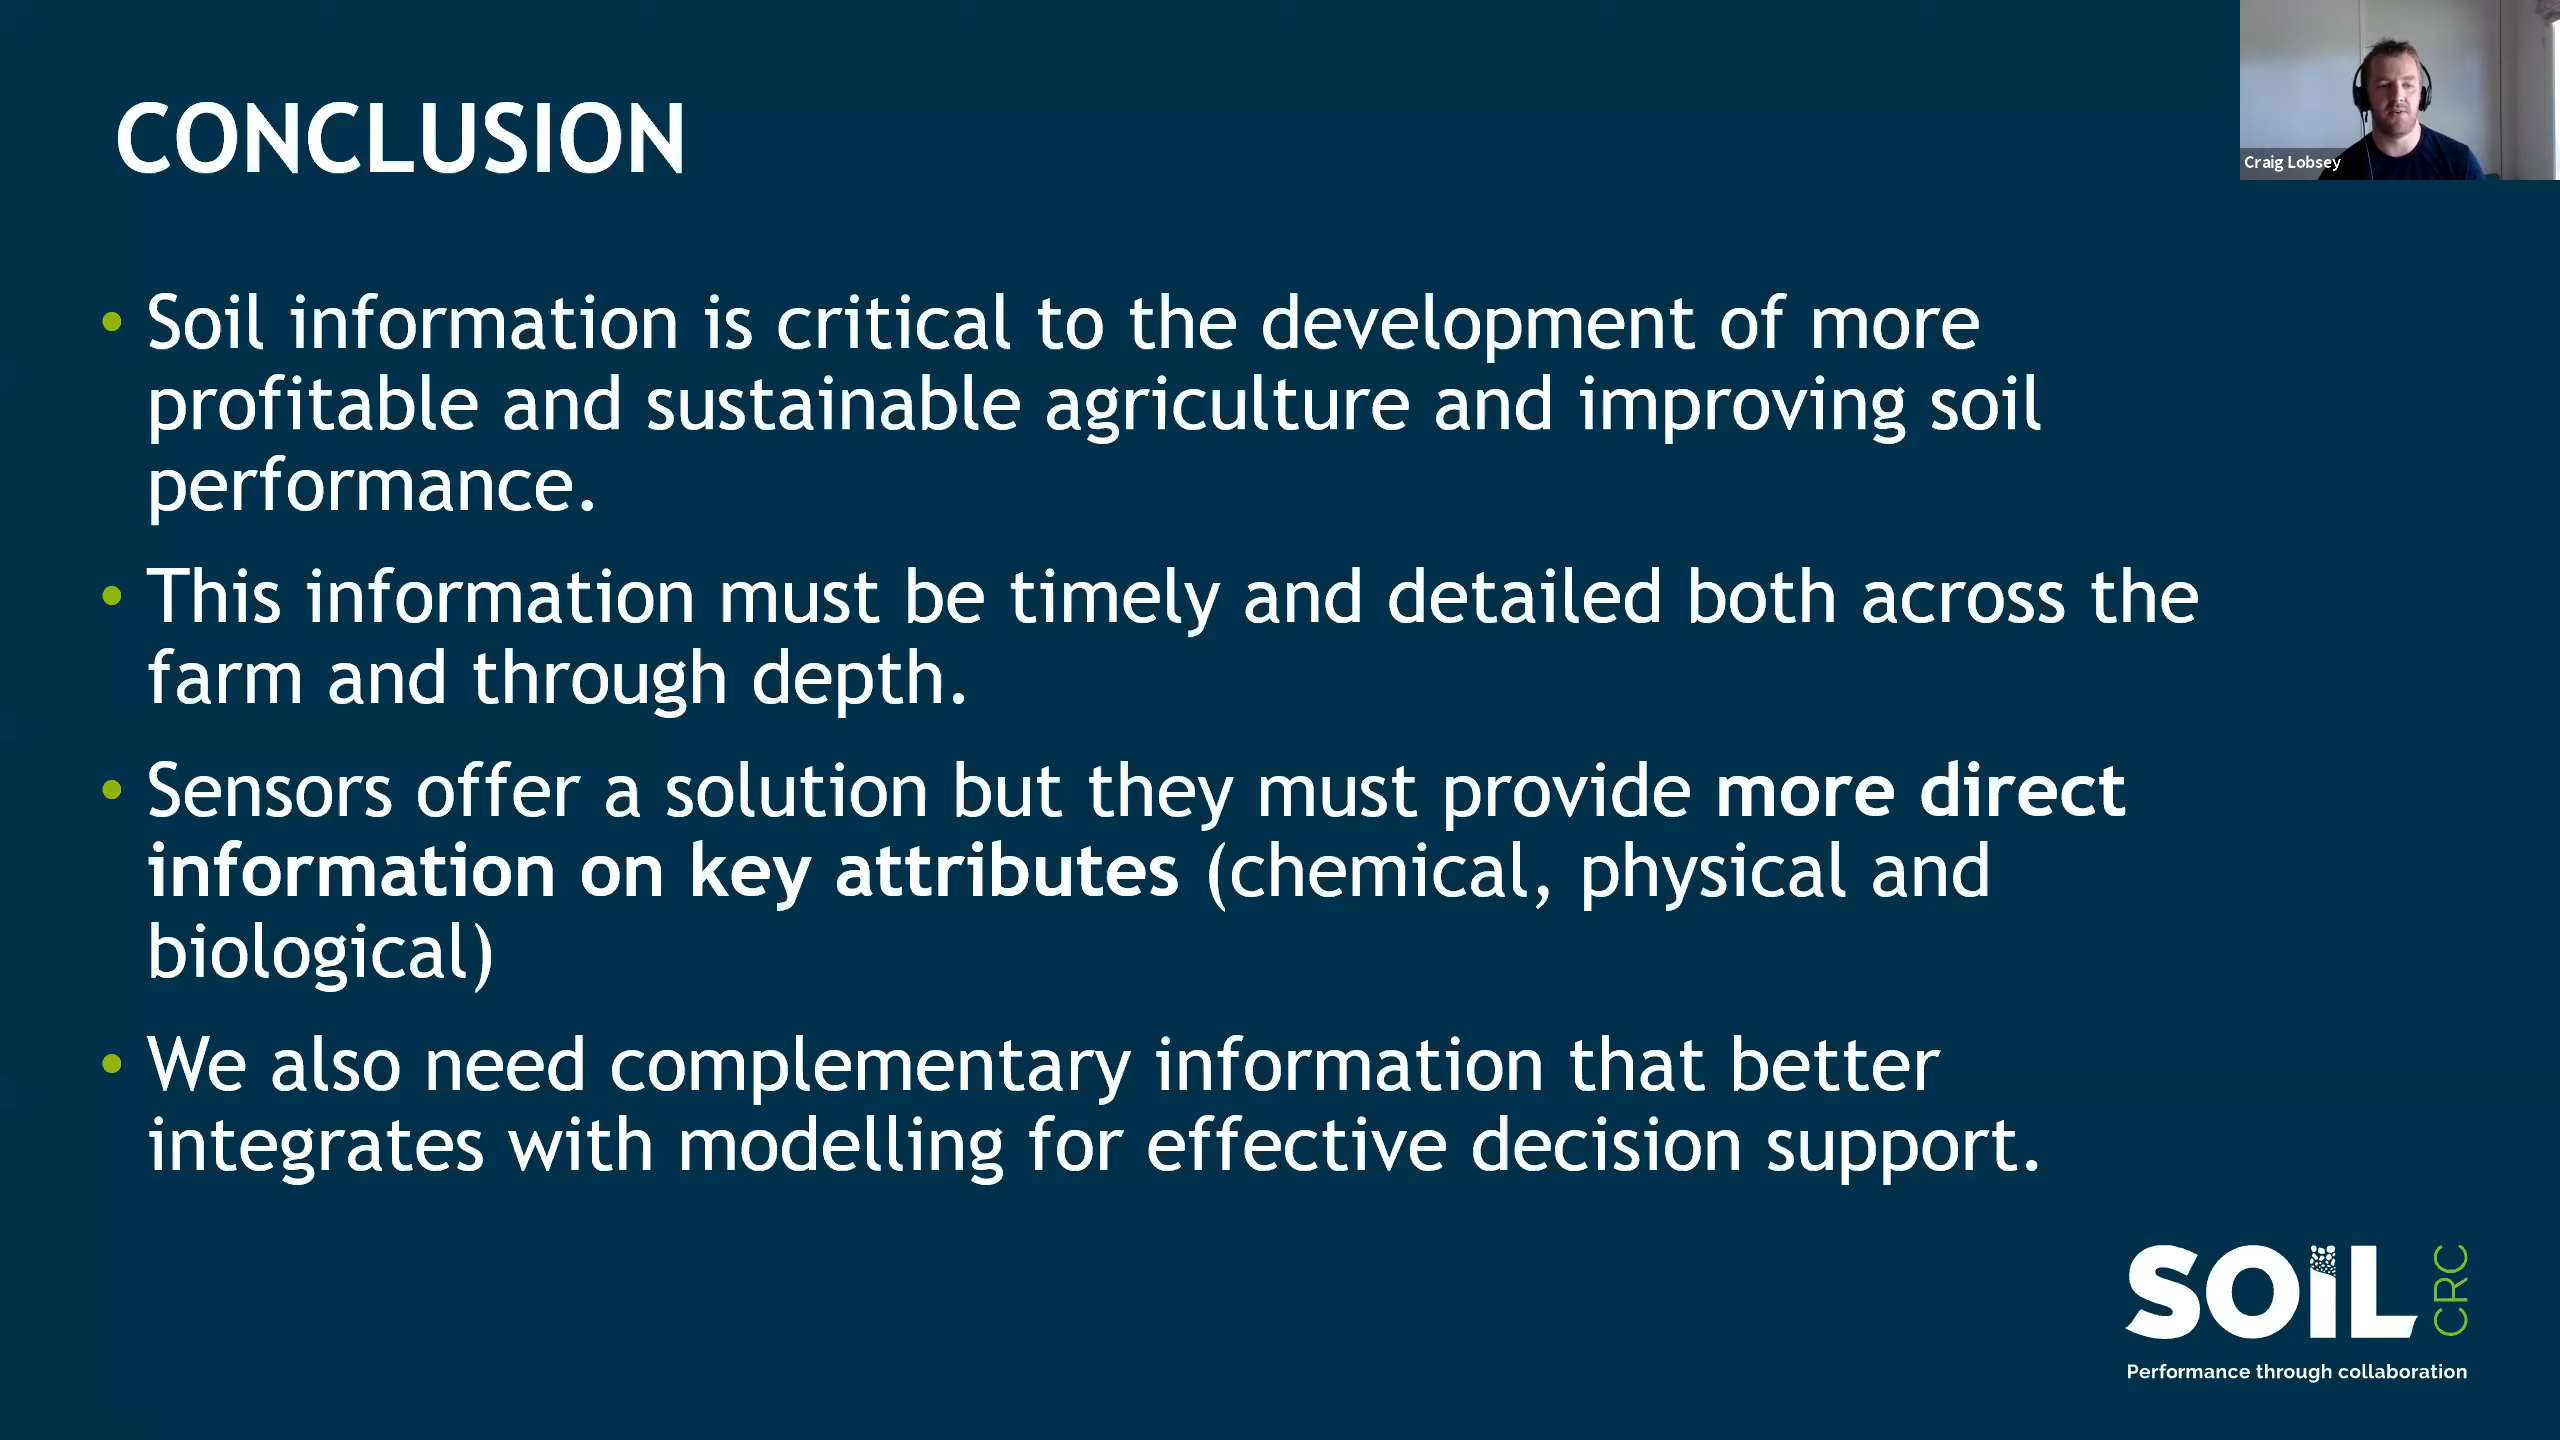 CONCLUSION
Craig Lobsey
• Soil information is critical to the development of more
profitable and sustainable agriculture and improving soil
performance.
• This information must be timely and detailed both across the
farm and through depth.
• Sensors offer a solution but they must provide more direct
information on key attributes (chemical, physical and
biological)
• We also need complementary information that better
integrates with modelling for effective decision support.
SOiL CRC
Performance through collaboration